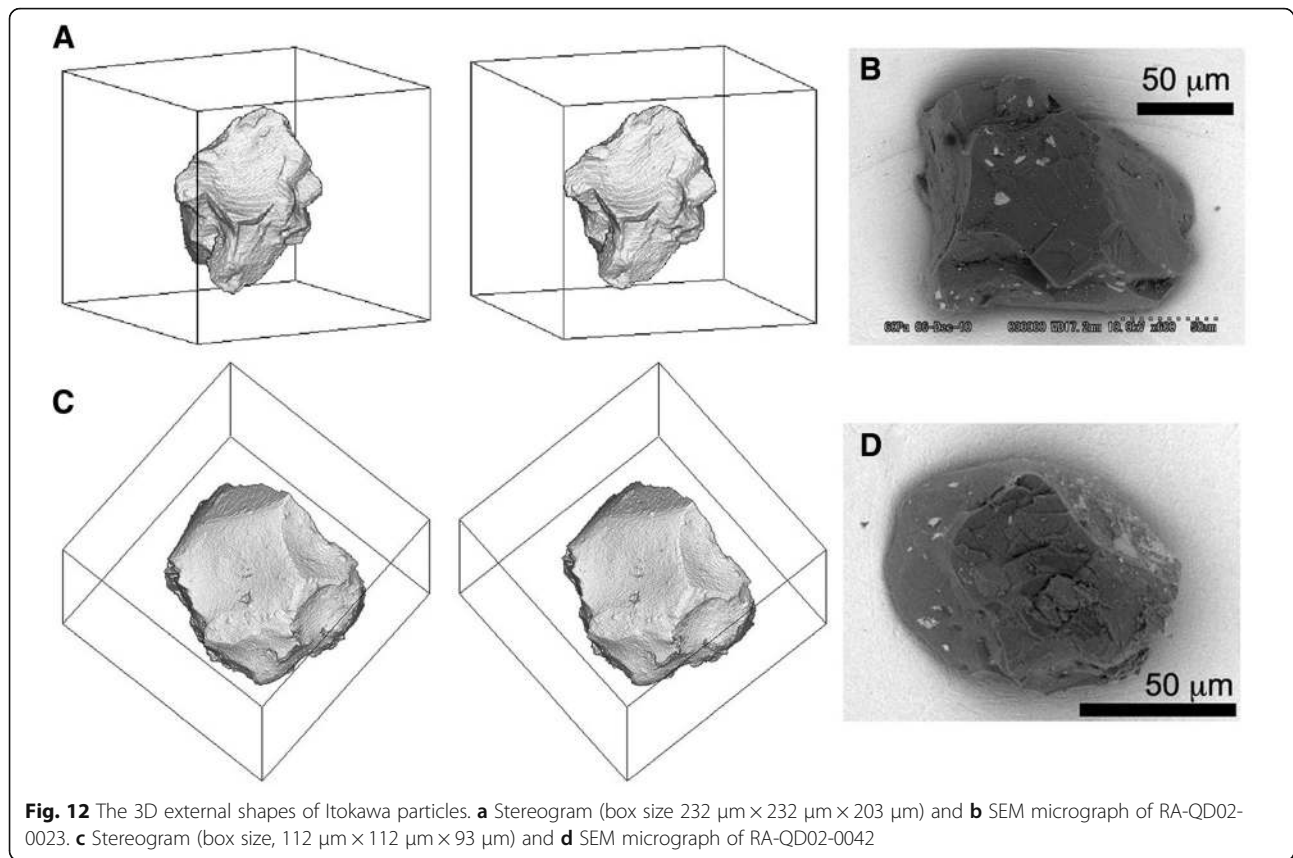 A
B
50 μm
C
D
50 μm
Fig. 12 The 3D external shapes of Itokawa particles. a Stereogram (box size 232 μm × 232 μm × 203 μm) and b SEM micrograph of RA-QD02-
0023. c Stereogram (box size, 112 μm × 112 μm × 93 μm) and d SEM micrograph of RA-QD02-0042